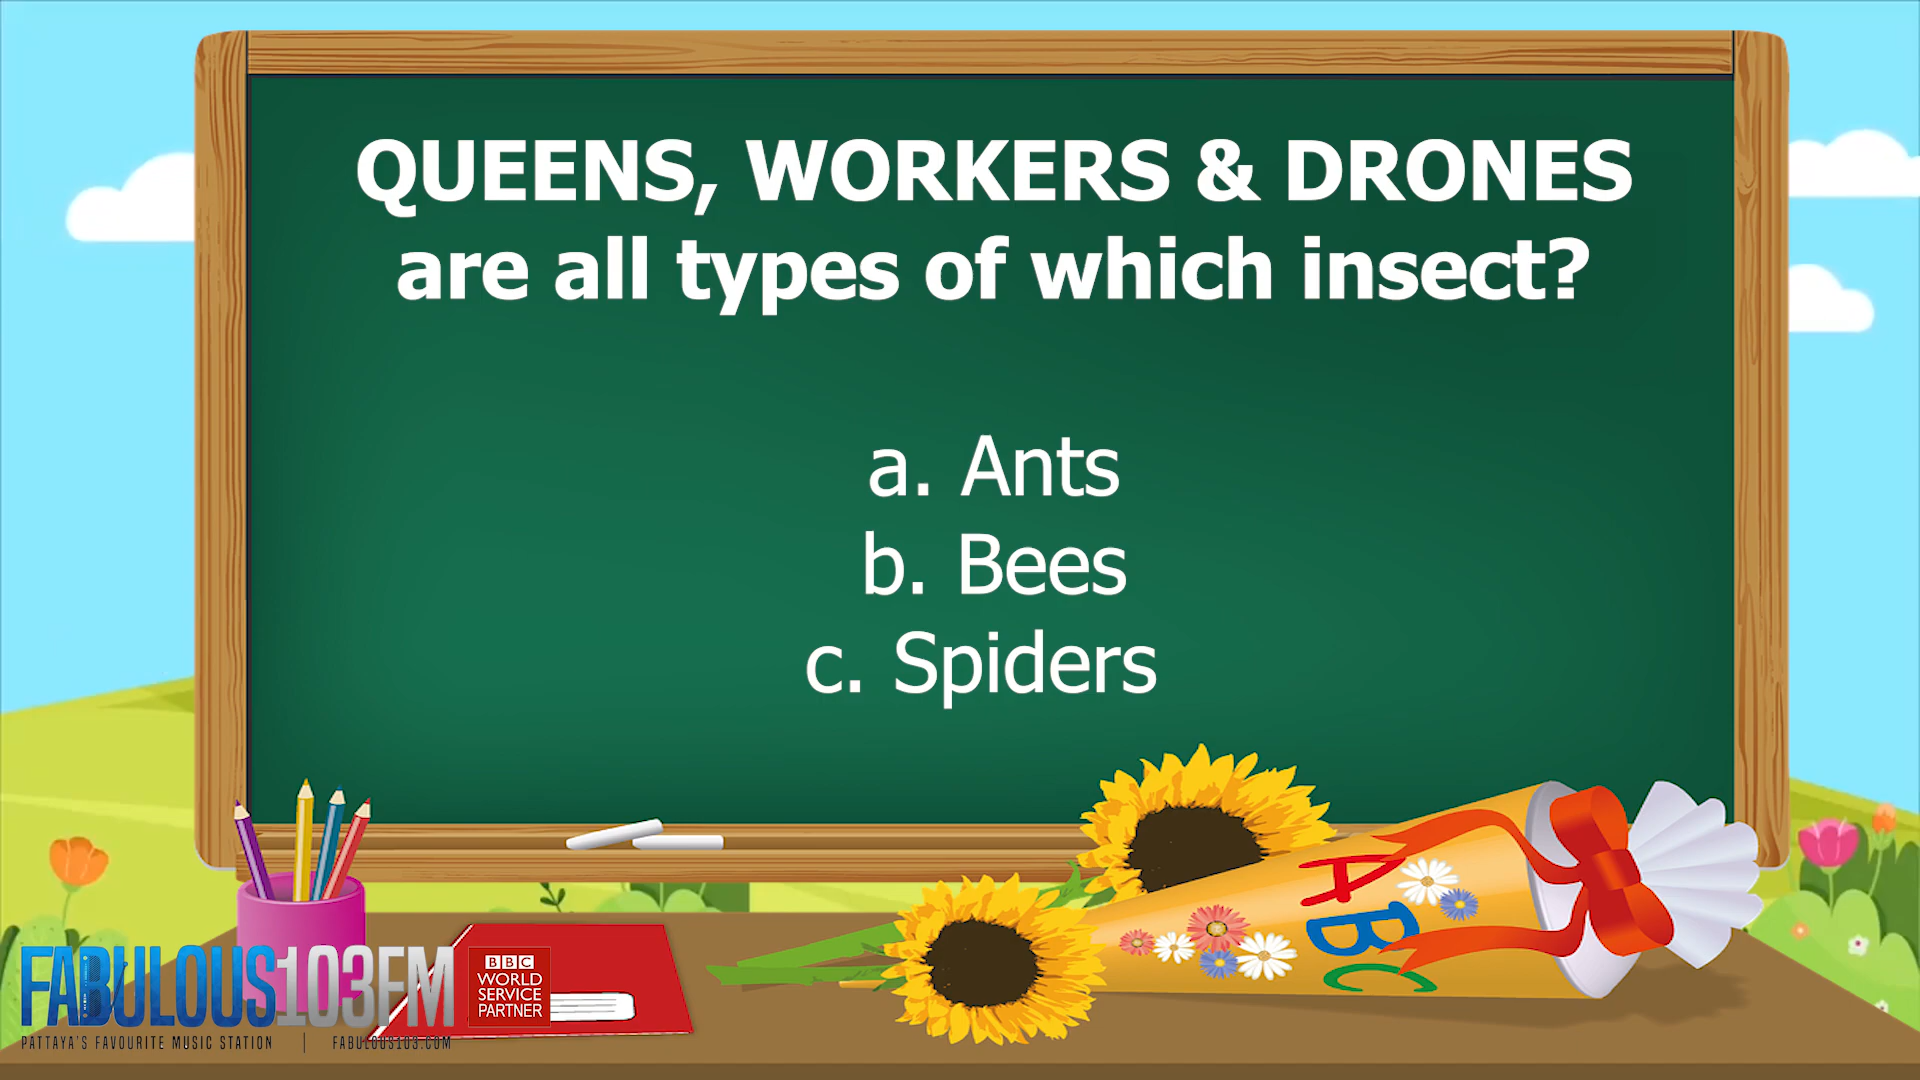 QUEENS, WORKERS & DRONES
are all types of which insect?
a. Ants
b. Bees
c. Spiders
ABC
FABULOUS103FM
PATTAYA'S FAVOURITE MUSIC STATION | FABULOUS103.COM
BBC
WORLD
SERVICE
PARTNER